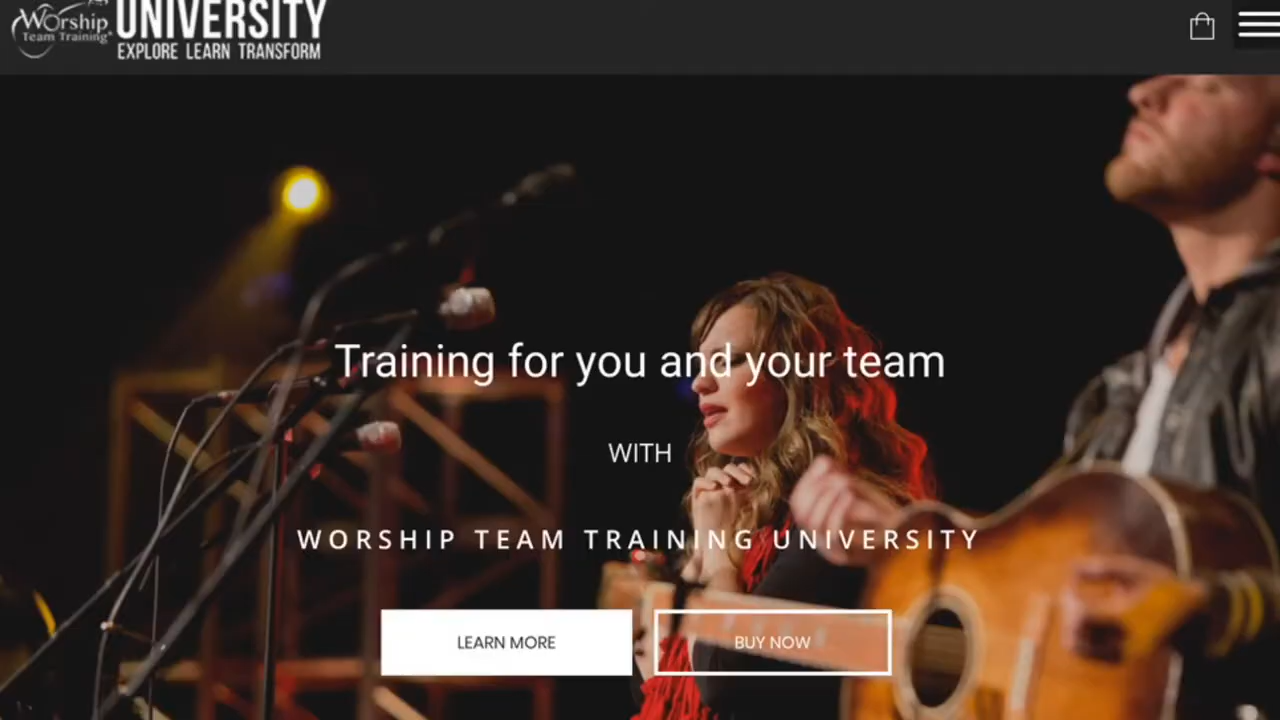 Worship
Team Training®
UNIVERSITY
EXPLORE LEARN TRANSFORM
Training for you and your team
WITH
WORSHIP TEAM TRAINING UNIVERSITY
LEARN MORE
BUY NOW